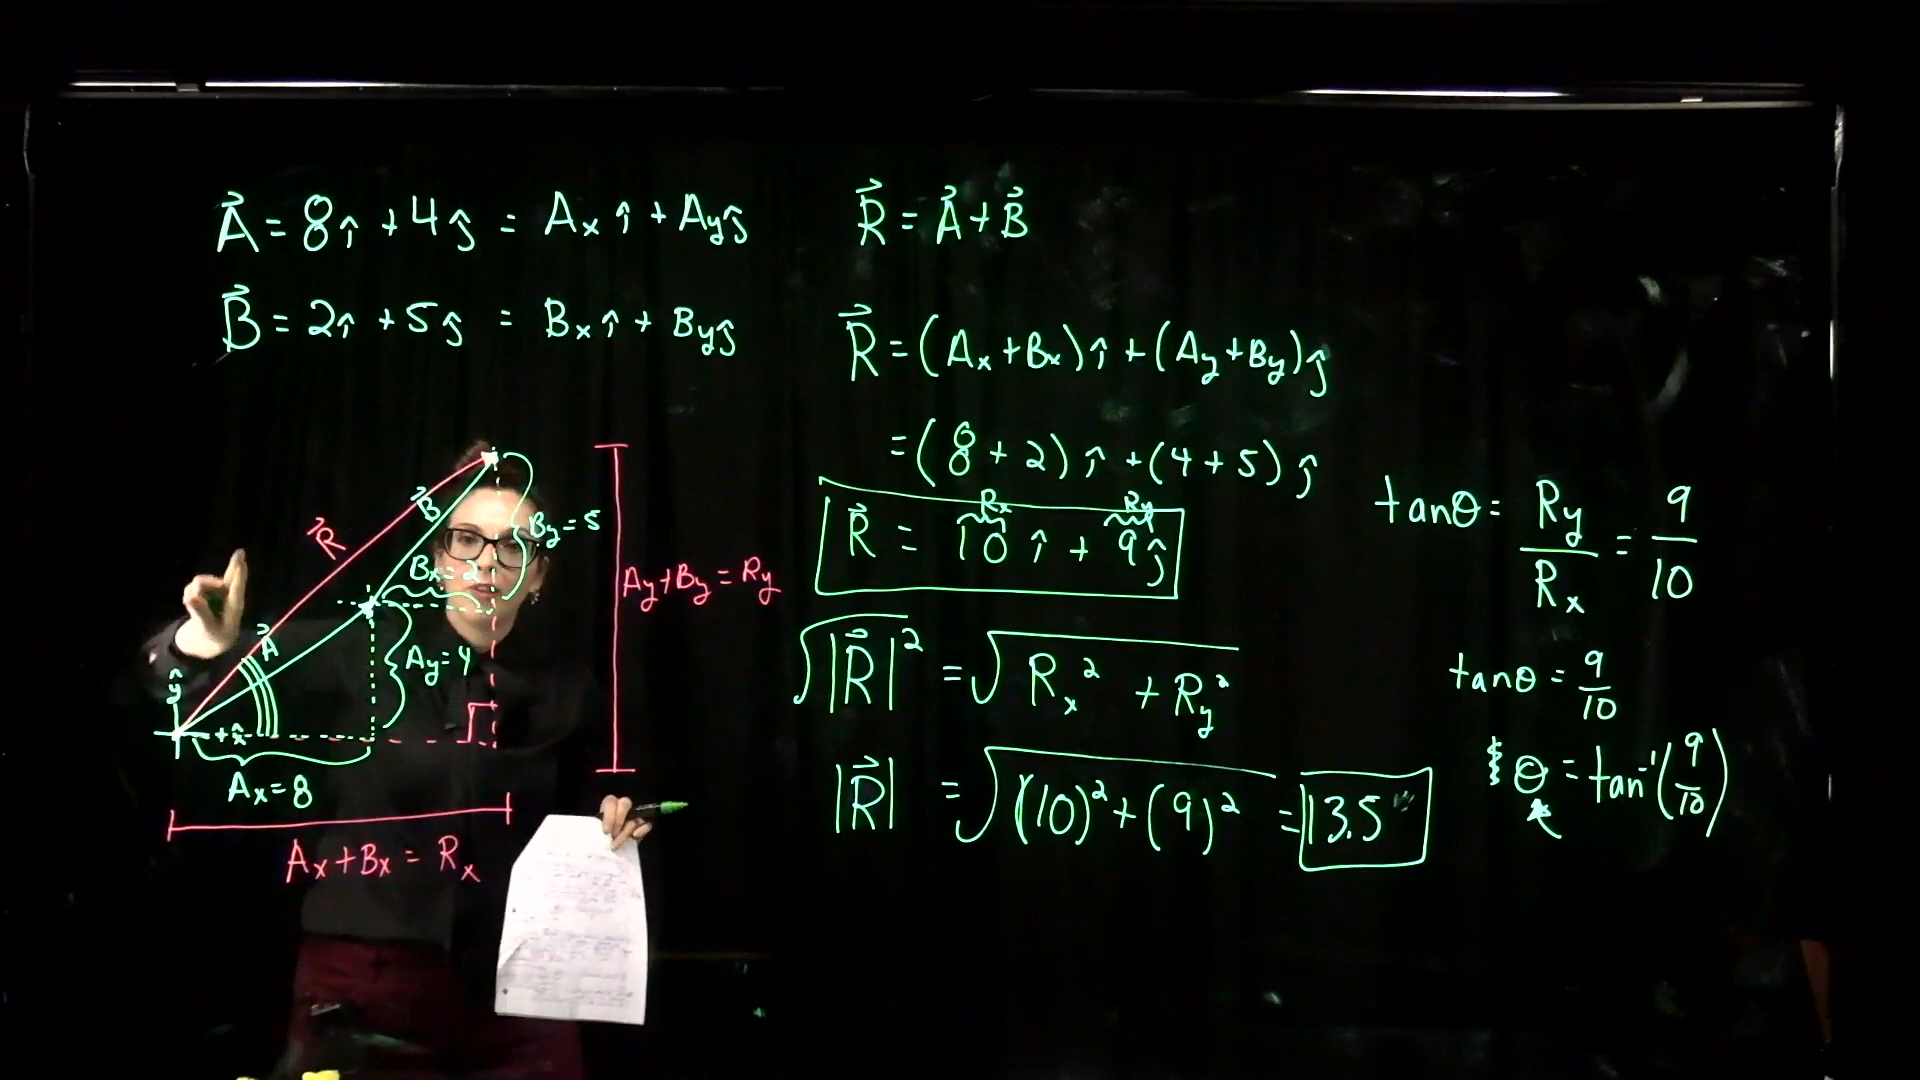 A⃗ = 8î + 4ĵ = Aₓ î + Aᵧ ĵ
B⃗ = 2î + 5ĵ = Bₓ î + Bᵧ ĵ
R⃗
B⃗
By = 5
Bx = 2
A⃗
Ay = 4
ŷ
+x̂
Ax = 8
Ax + Bx = Rx
Ay + By = Ry
R⃗ = A⃗ + B⃗
R⃗ = (Ax + Bx) î + (Ay + By) ĵ
= (8 + 2) î + (4 + 5) ĵ
Rx Ry
R⃗ = 10 î + 9 ĵ
√|R⃗|² = √Rx² + Ry²
|R⃗| = √(10)² + (9)² = 13.5
tanθ = Ry/Rx = 9/10
tanθ = 9/10
θ = tan⁻¹(9/10)